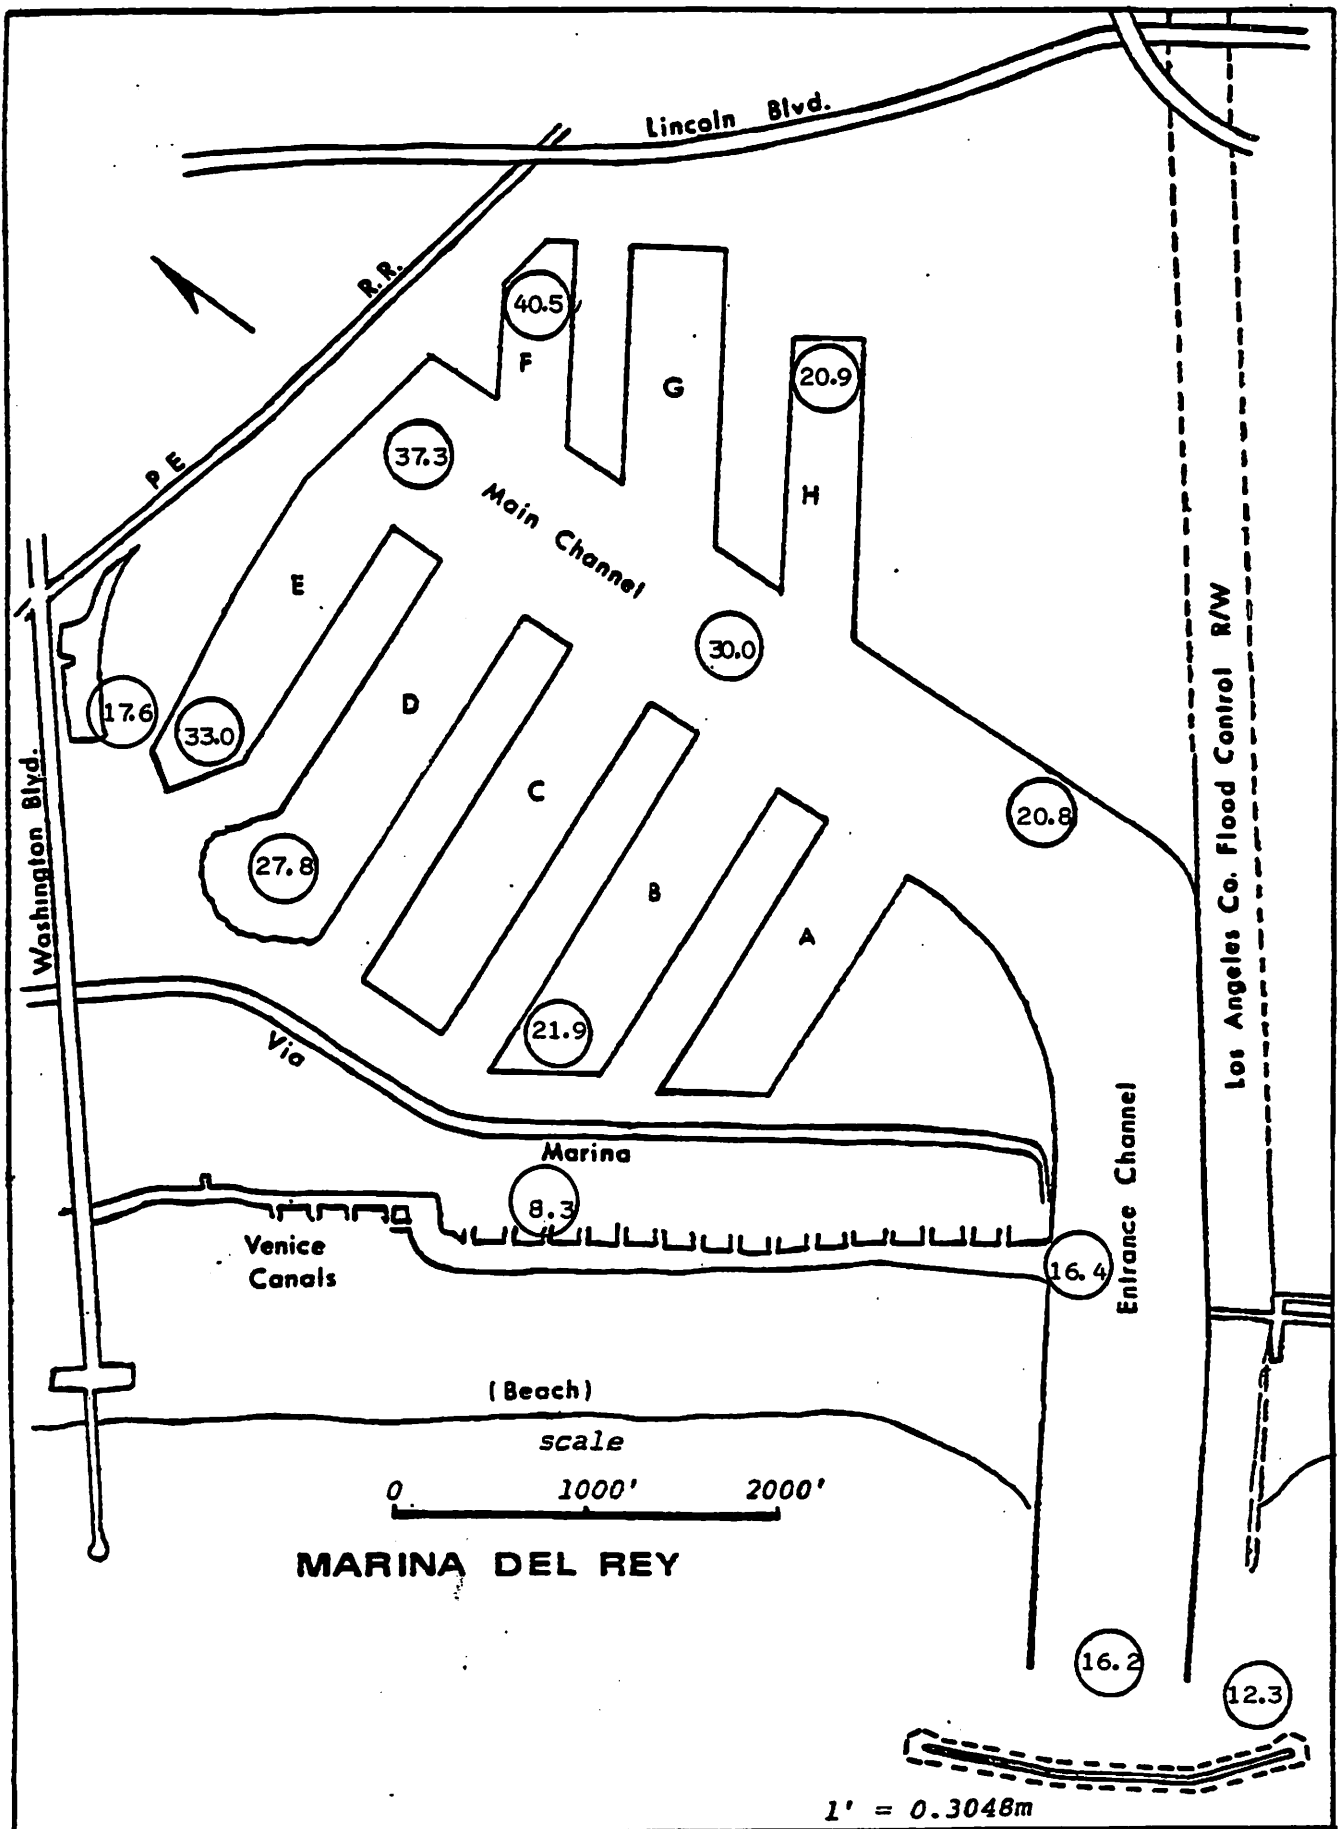 Lincoln Blvd.
R.R.
P E
40.5
F
G
20.9
37.3
H
Main Channel
E
30.0
Los Angeles Co. Flood Control R/W
17.6
33.0
D
Washington Blvd.
C
20.8
27.8
B
A
21.9
Via
Marina
8.3
Entrance Channel
Venice
Canals
16.4
(Beach)
scale
0 1000' 2000'
MARINA DEL REY
16.2
12.3
1' = 0.3048m